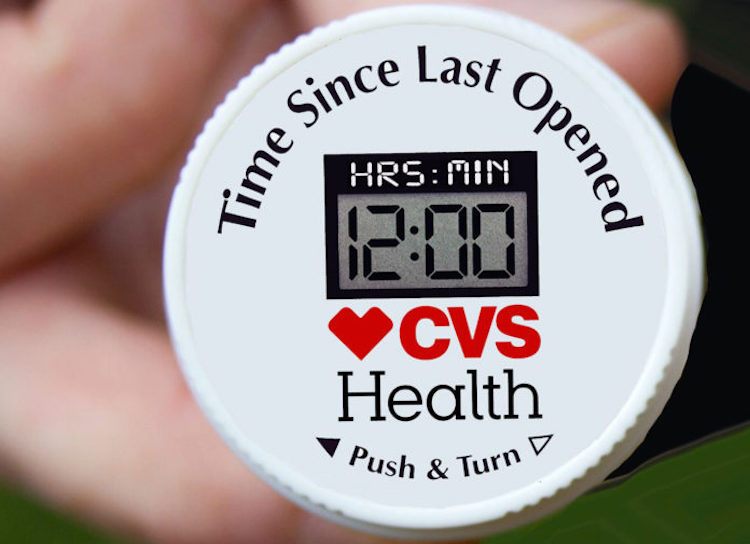 Time Since Last Opened
HRS:MIN
12:00
CVS
Health
Push & Turn